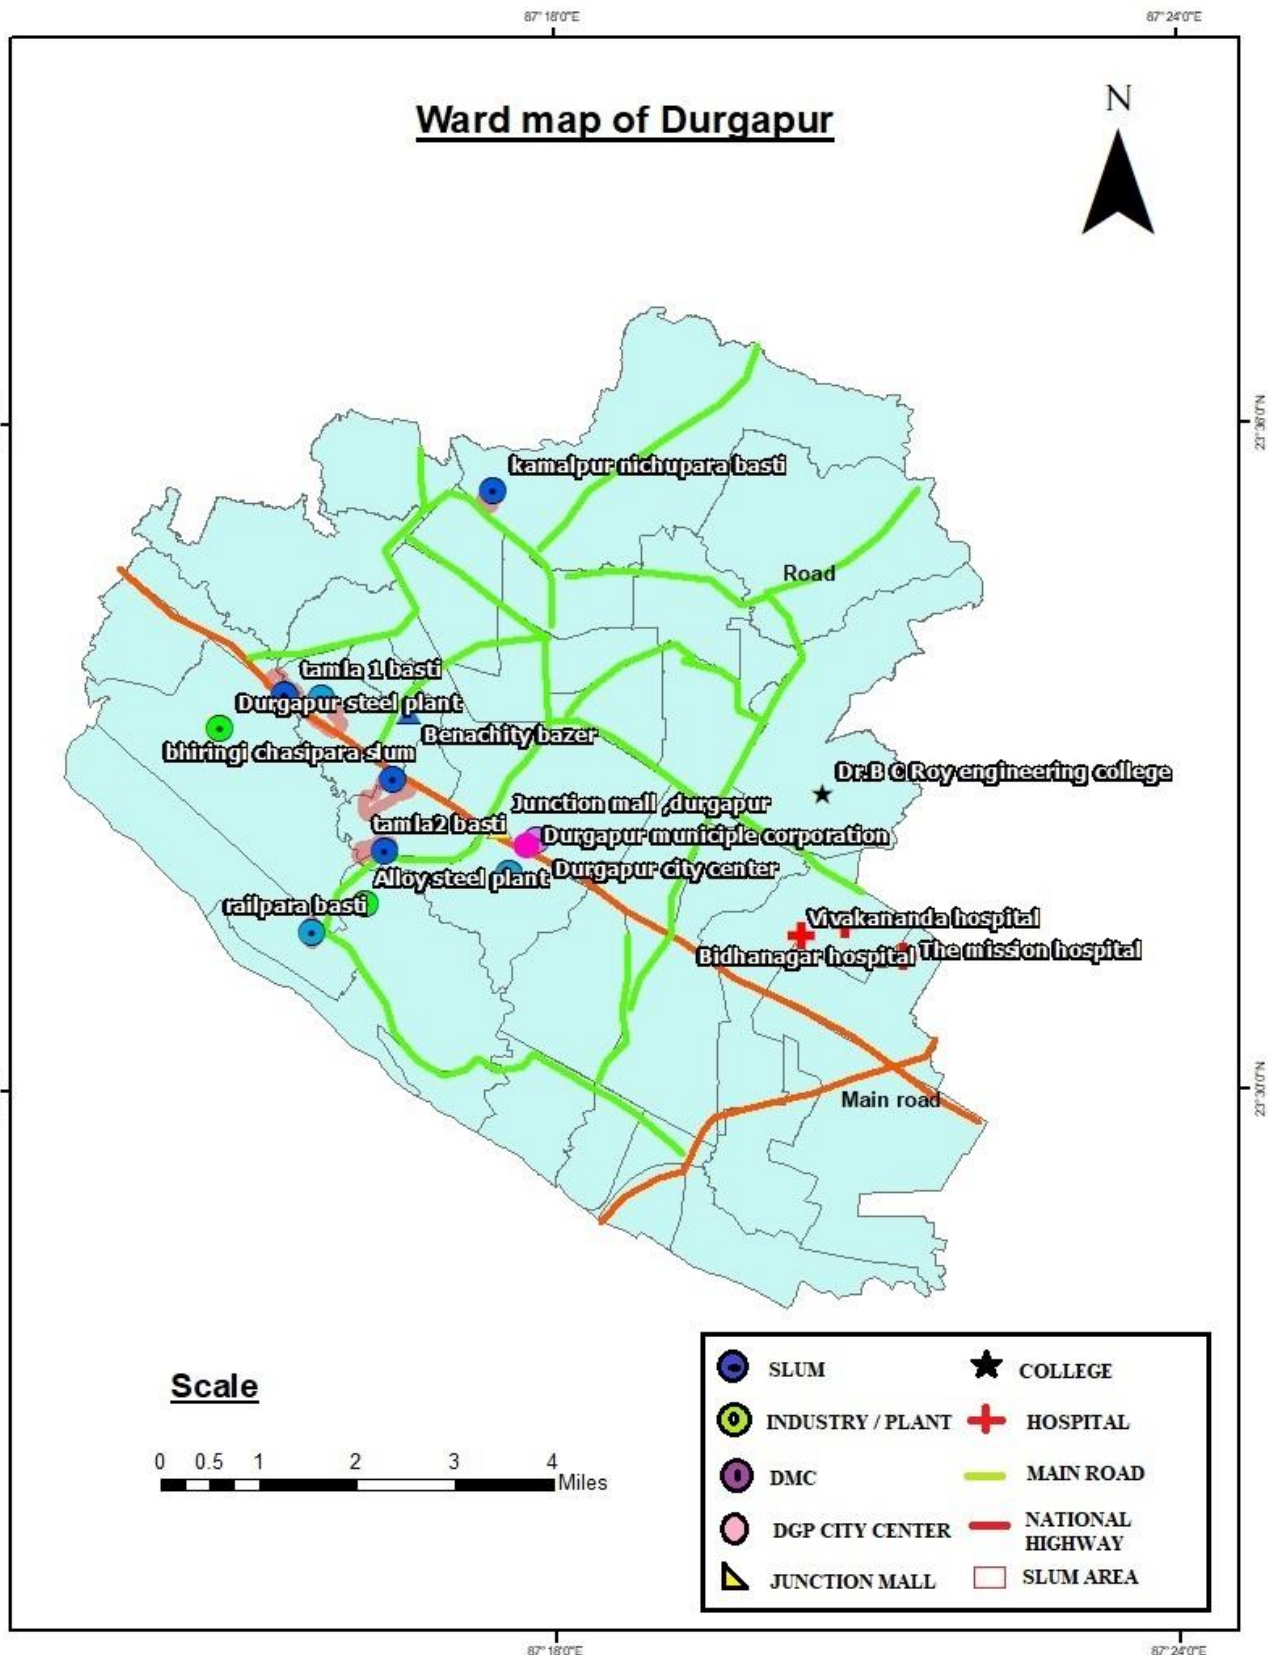 87°18'0"E
87°24'0"E
Ward map of Durgapur
N
23°36'0"N
kamalpur nichupara basti
Road
tamla 1 basti
Durgapur steel plant
Benachity bazer
bhiringi chasipara slum
Dr.B C Roy engineering college
Junction mall ,durgapur
tamla2 basti
Durgapur municiple corporation
Durgapur city center
Alloy steel plant
railpara basti
Vivakananda hospital
Bidhanagar hospital
The mission hospital
Main road
23°30'0"N
Scale
0 0.5 1 2 3 4
Miles
SLUM
COLLEGE
INDUSTRY / PLANT
HOSPITAL
DMC
MAIN ROAD
DGP CITY CENTER
NATIONAL
HIGHWAY
JUNCTION MALL
SLUM AREA
87°18'0"E
87°24'0"E